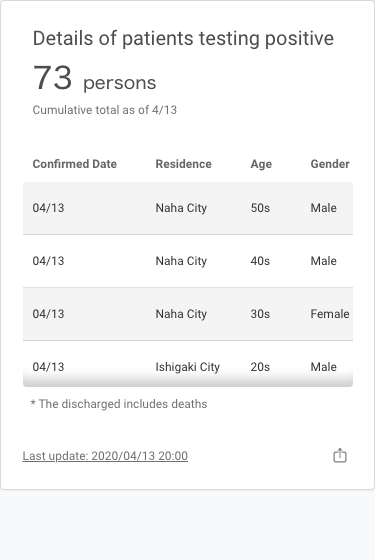 Details of patients testing positive
73 persons
Cumulative total as of 4/13
Confirmed Date Residence Age Gender
04/13 Naha City 50s Male
04/13 Naha City 40s Male
04/13 Naha City 30s Female
04/13 Ishigaki City 20s Male
* The discharged includes deaths
Last update: 2020/04/13 20:00